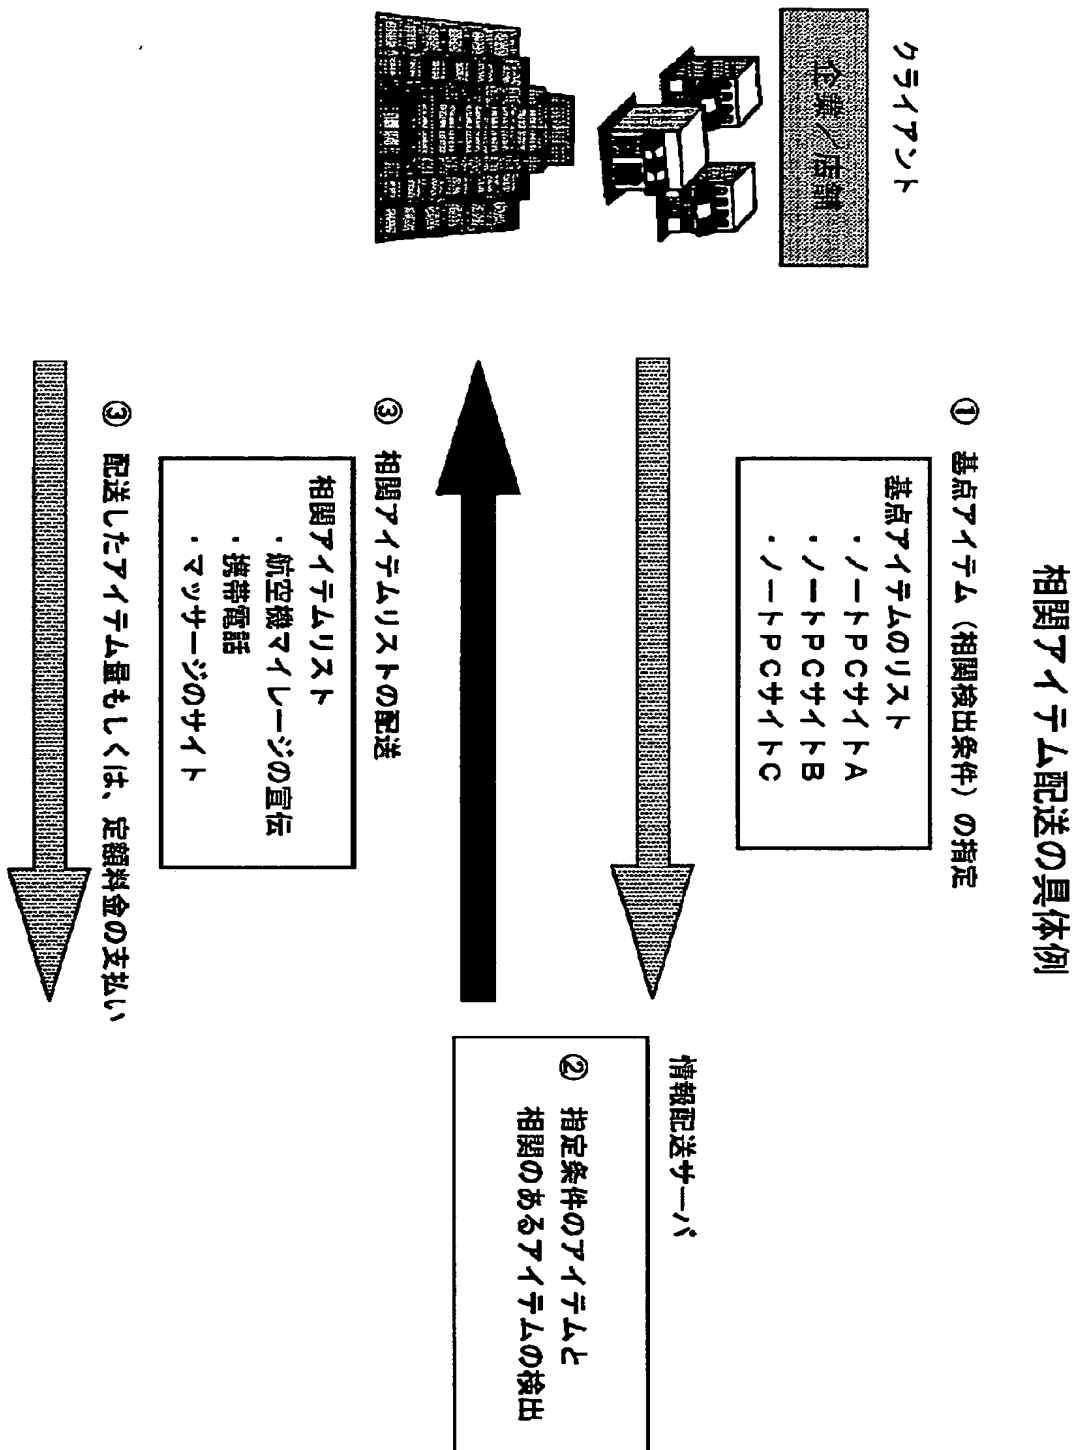 相関アイテム配送の具体例
クライアント
企業/店舗
① 基点アイテム（相関検出条件）の指定
基点アイテムのリスト
・ノートPCサイトA
・ノートPCサイトB
・ノートPCサイトC
情報配送サーバ
② 指定条件のアイテムと
相関のあるアイテムの検出
③ 相関アイテムリストの配送
相関アイテムリスト
・航空機マイレージの宣伝
・携帯電話
・マッサージのサイト
③ 配送したアイテム量もしくは、定額料金の支払い